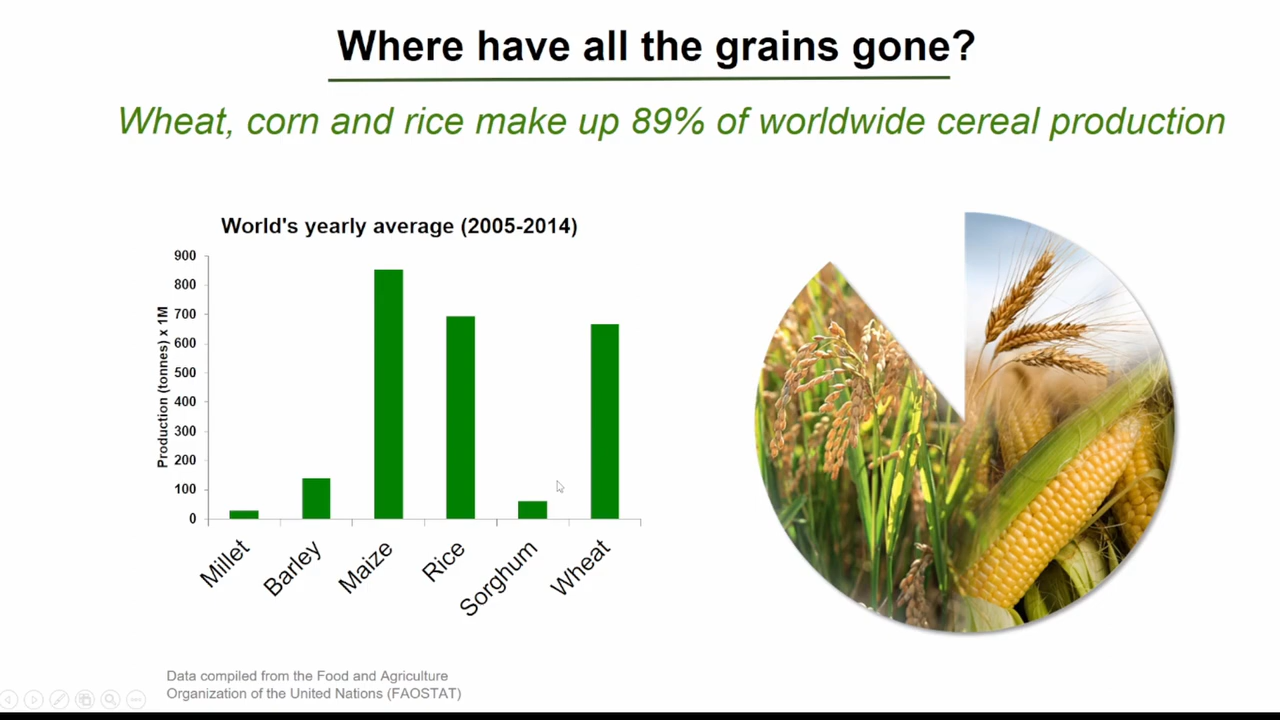 Where have all the grains gone?
Wheat, corn and rice make up 89% of worldwide cereal production
World's yearly average (2005-2014)
Production (tonnes) x 1M
900
800
700
600
500
400
300
200
100
0
Millet
Barley
Maize
Rice
Sorghum
Wheat
Data compiled from the Food and Agriculture
Organization of the United Nations (FAOSTAT)